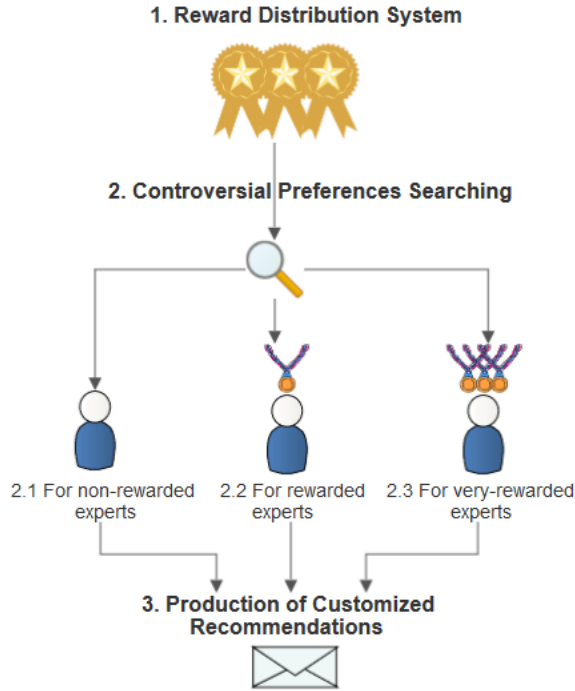 1. Reward Distribution System
2. Controversial Preferences Searching
2.1 For non-rewarded
experts
2.2 For rewarded
experts
2.3 For very-rewarded
experts
3. Production of Customized
Recommendations